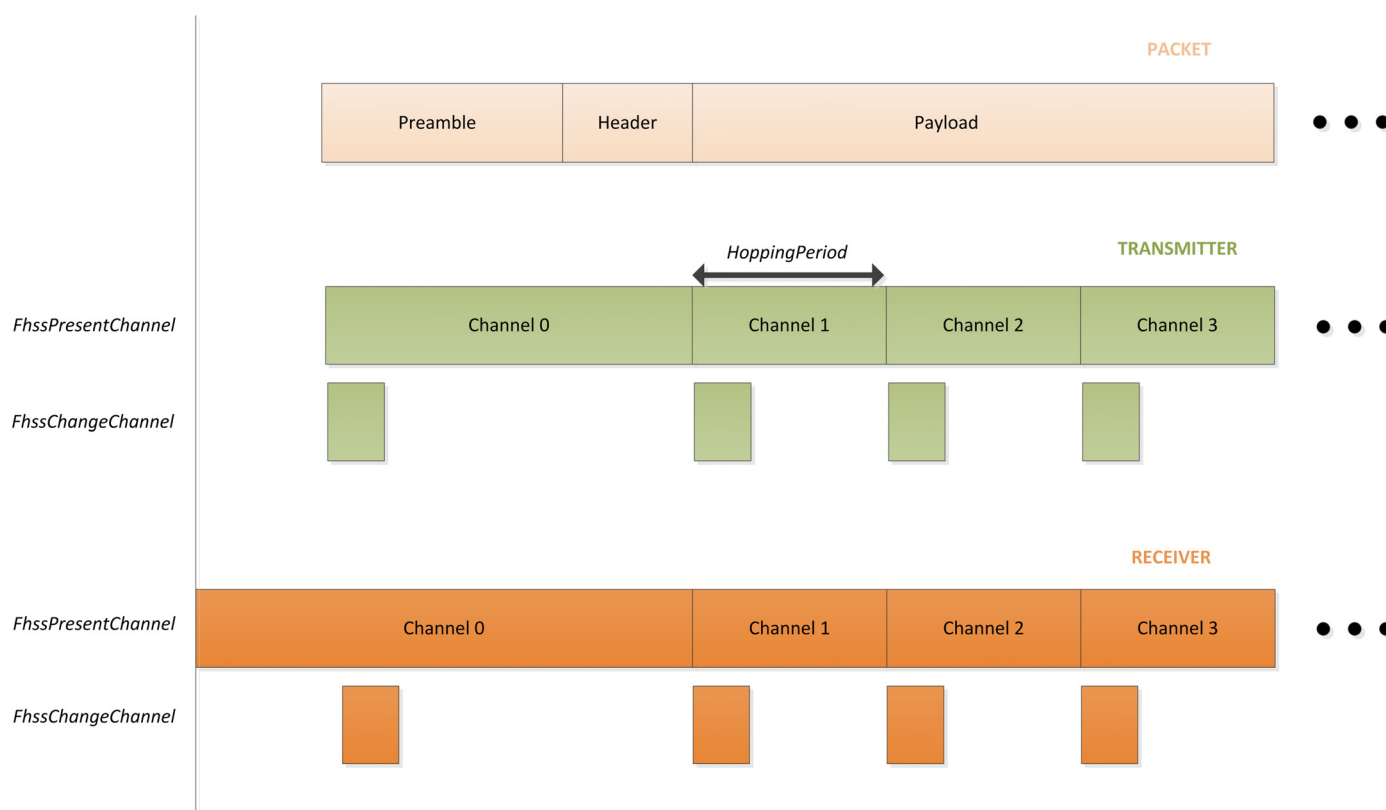 PACKET
Preamble
Header
Payload
HoppingPeriod
TRANSMITTER
FhssPresentChannel
Channel 0
Channel 1
Channel 2
Channel 3
FhssChangeChannel
RECEIVER
FhssPresentChannel
Channel 0
Channel 1
Channel 2
Channel 3
FhssChangeChannel